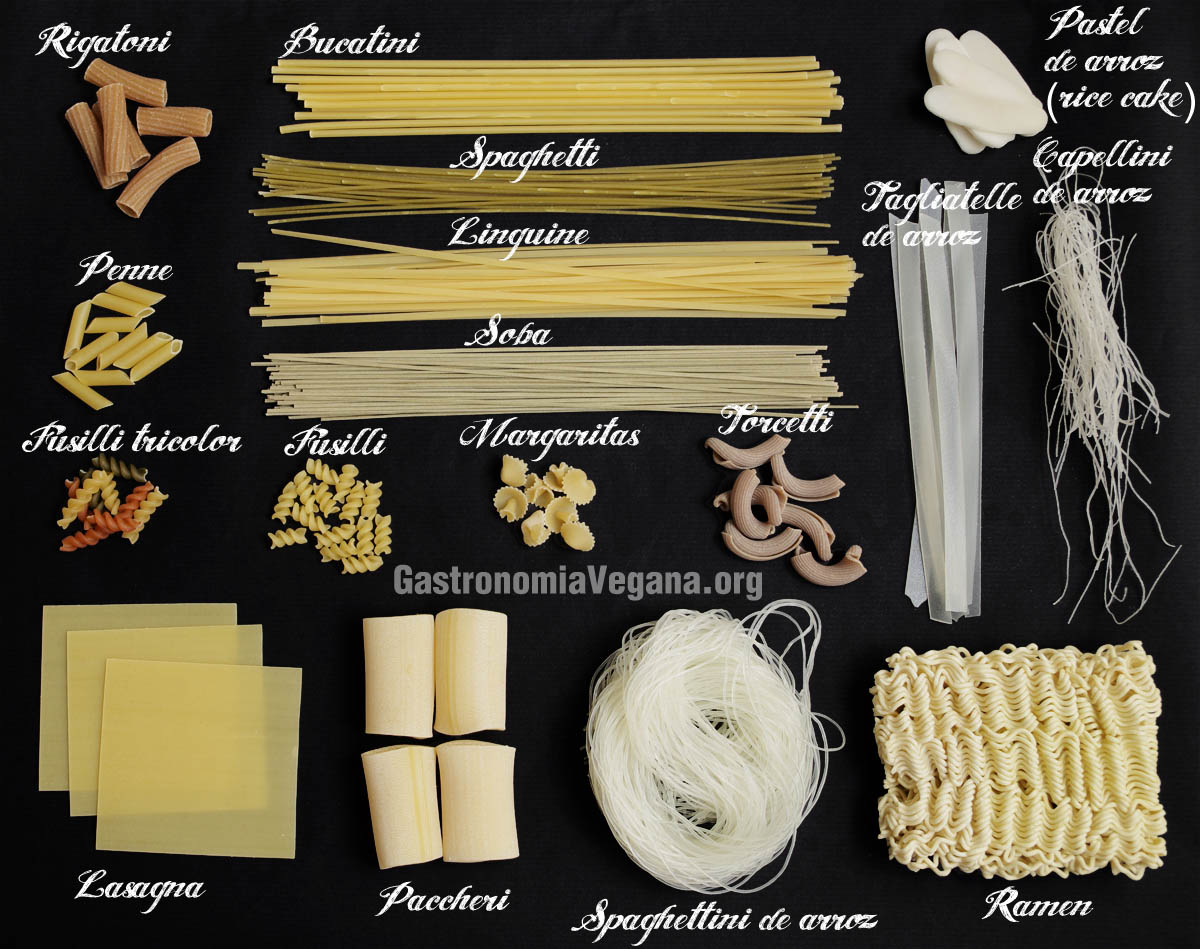 Rigatoni
Bucatini
Pastel
de arroz
(rice cake)
Spaghetti
Capellini
de arroz
Tagliatelle
de arroz
Linguine
Penne
Soba
Fusilli tricolor
Fusilli
Margaritas
Torcetti
GastronomiaVegana.org
Lasagna
Paccheri
Spaghettini de arroz
Ramen